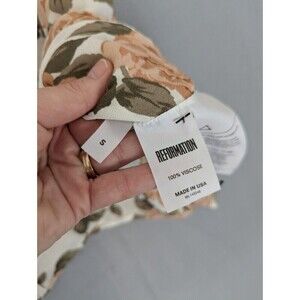 S
REFORMATION
100% VISCOSE
MADE IN USA